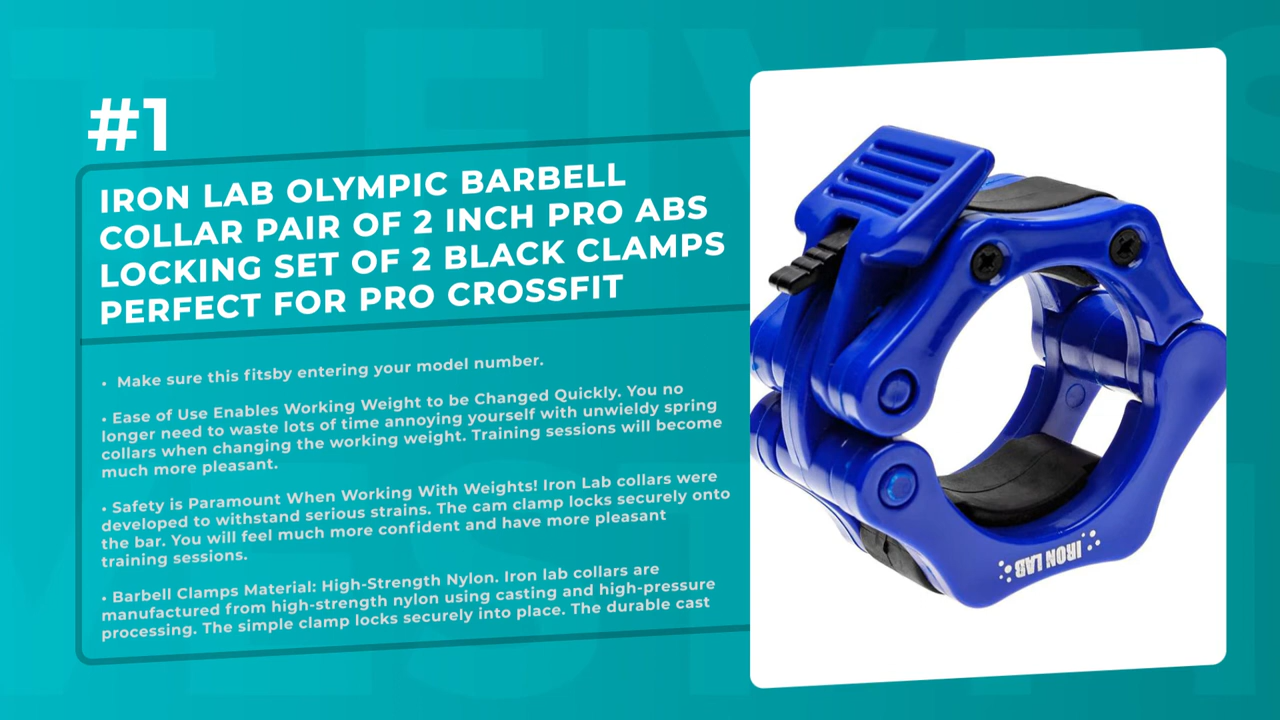 #1
IRON LAB OLYMPIC BARBELL
COLLAR PAIR OF 2 INCH PRO ABS
LOCKING SET OF 2 BLACK CLAMPS
PERFECT FOR PRO CROSSFIT
• Make sure this fitsby entering your model number.
• Ease of Use Enables Working Weight to be Changed Quickly. You no
longer need to waste lots of time annoying yourself with unwieldy spring
collars when changing the working weight. Training sessions will become
much more pleasant.
• Safety is Paramount When Working With Weights! Iron Lab collars were
developed to withstand serious strains. The cam clamp locks securely onto
the bar. You will feel much more confident and have more pleasant
training sessions.
• Barbell Clamps Material: High-Strength Nylon. Iron lab collars are
manufactured from high-strength nylon using casting and high-pressure
processing. The simple clamp locks securely into place. The durable cast
IRON LAB